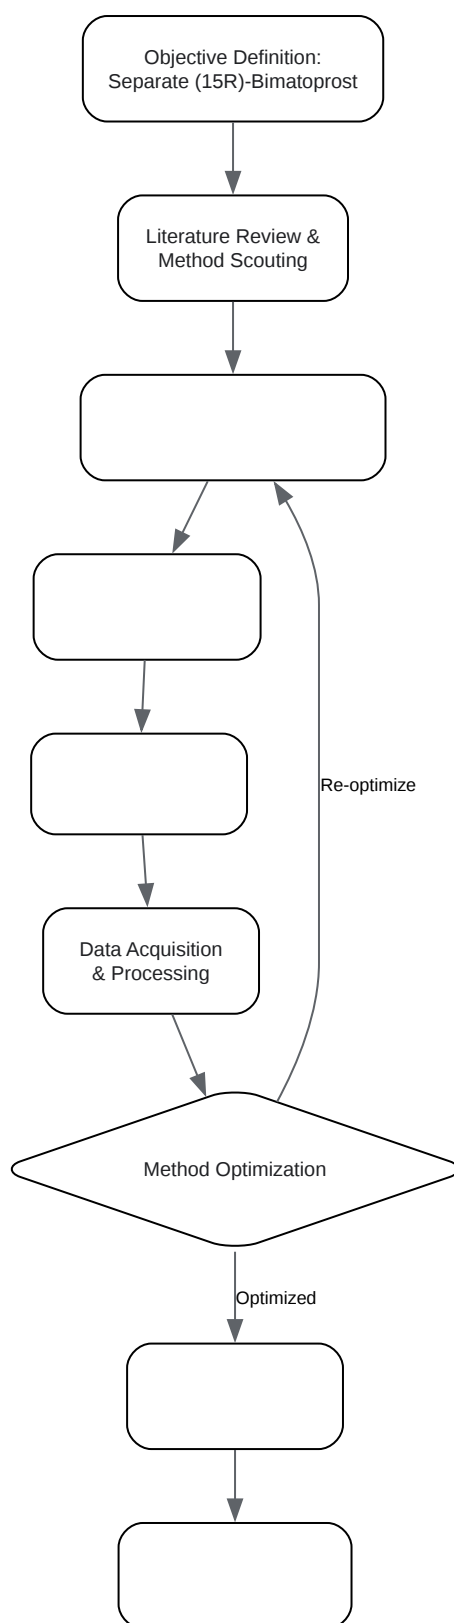 Objective Definition:
Separate (15R)-Bimatoprost
Literature Review &
Method Scouting
Re-optimize
Data Acquisition
& Processing
Method Optimization
Optimized